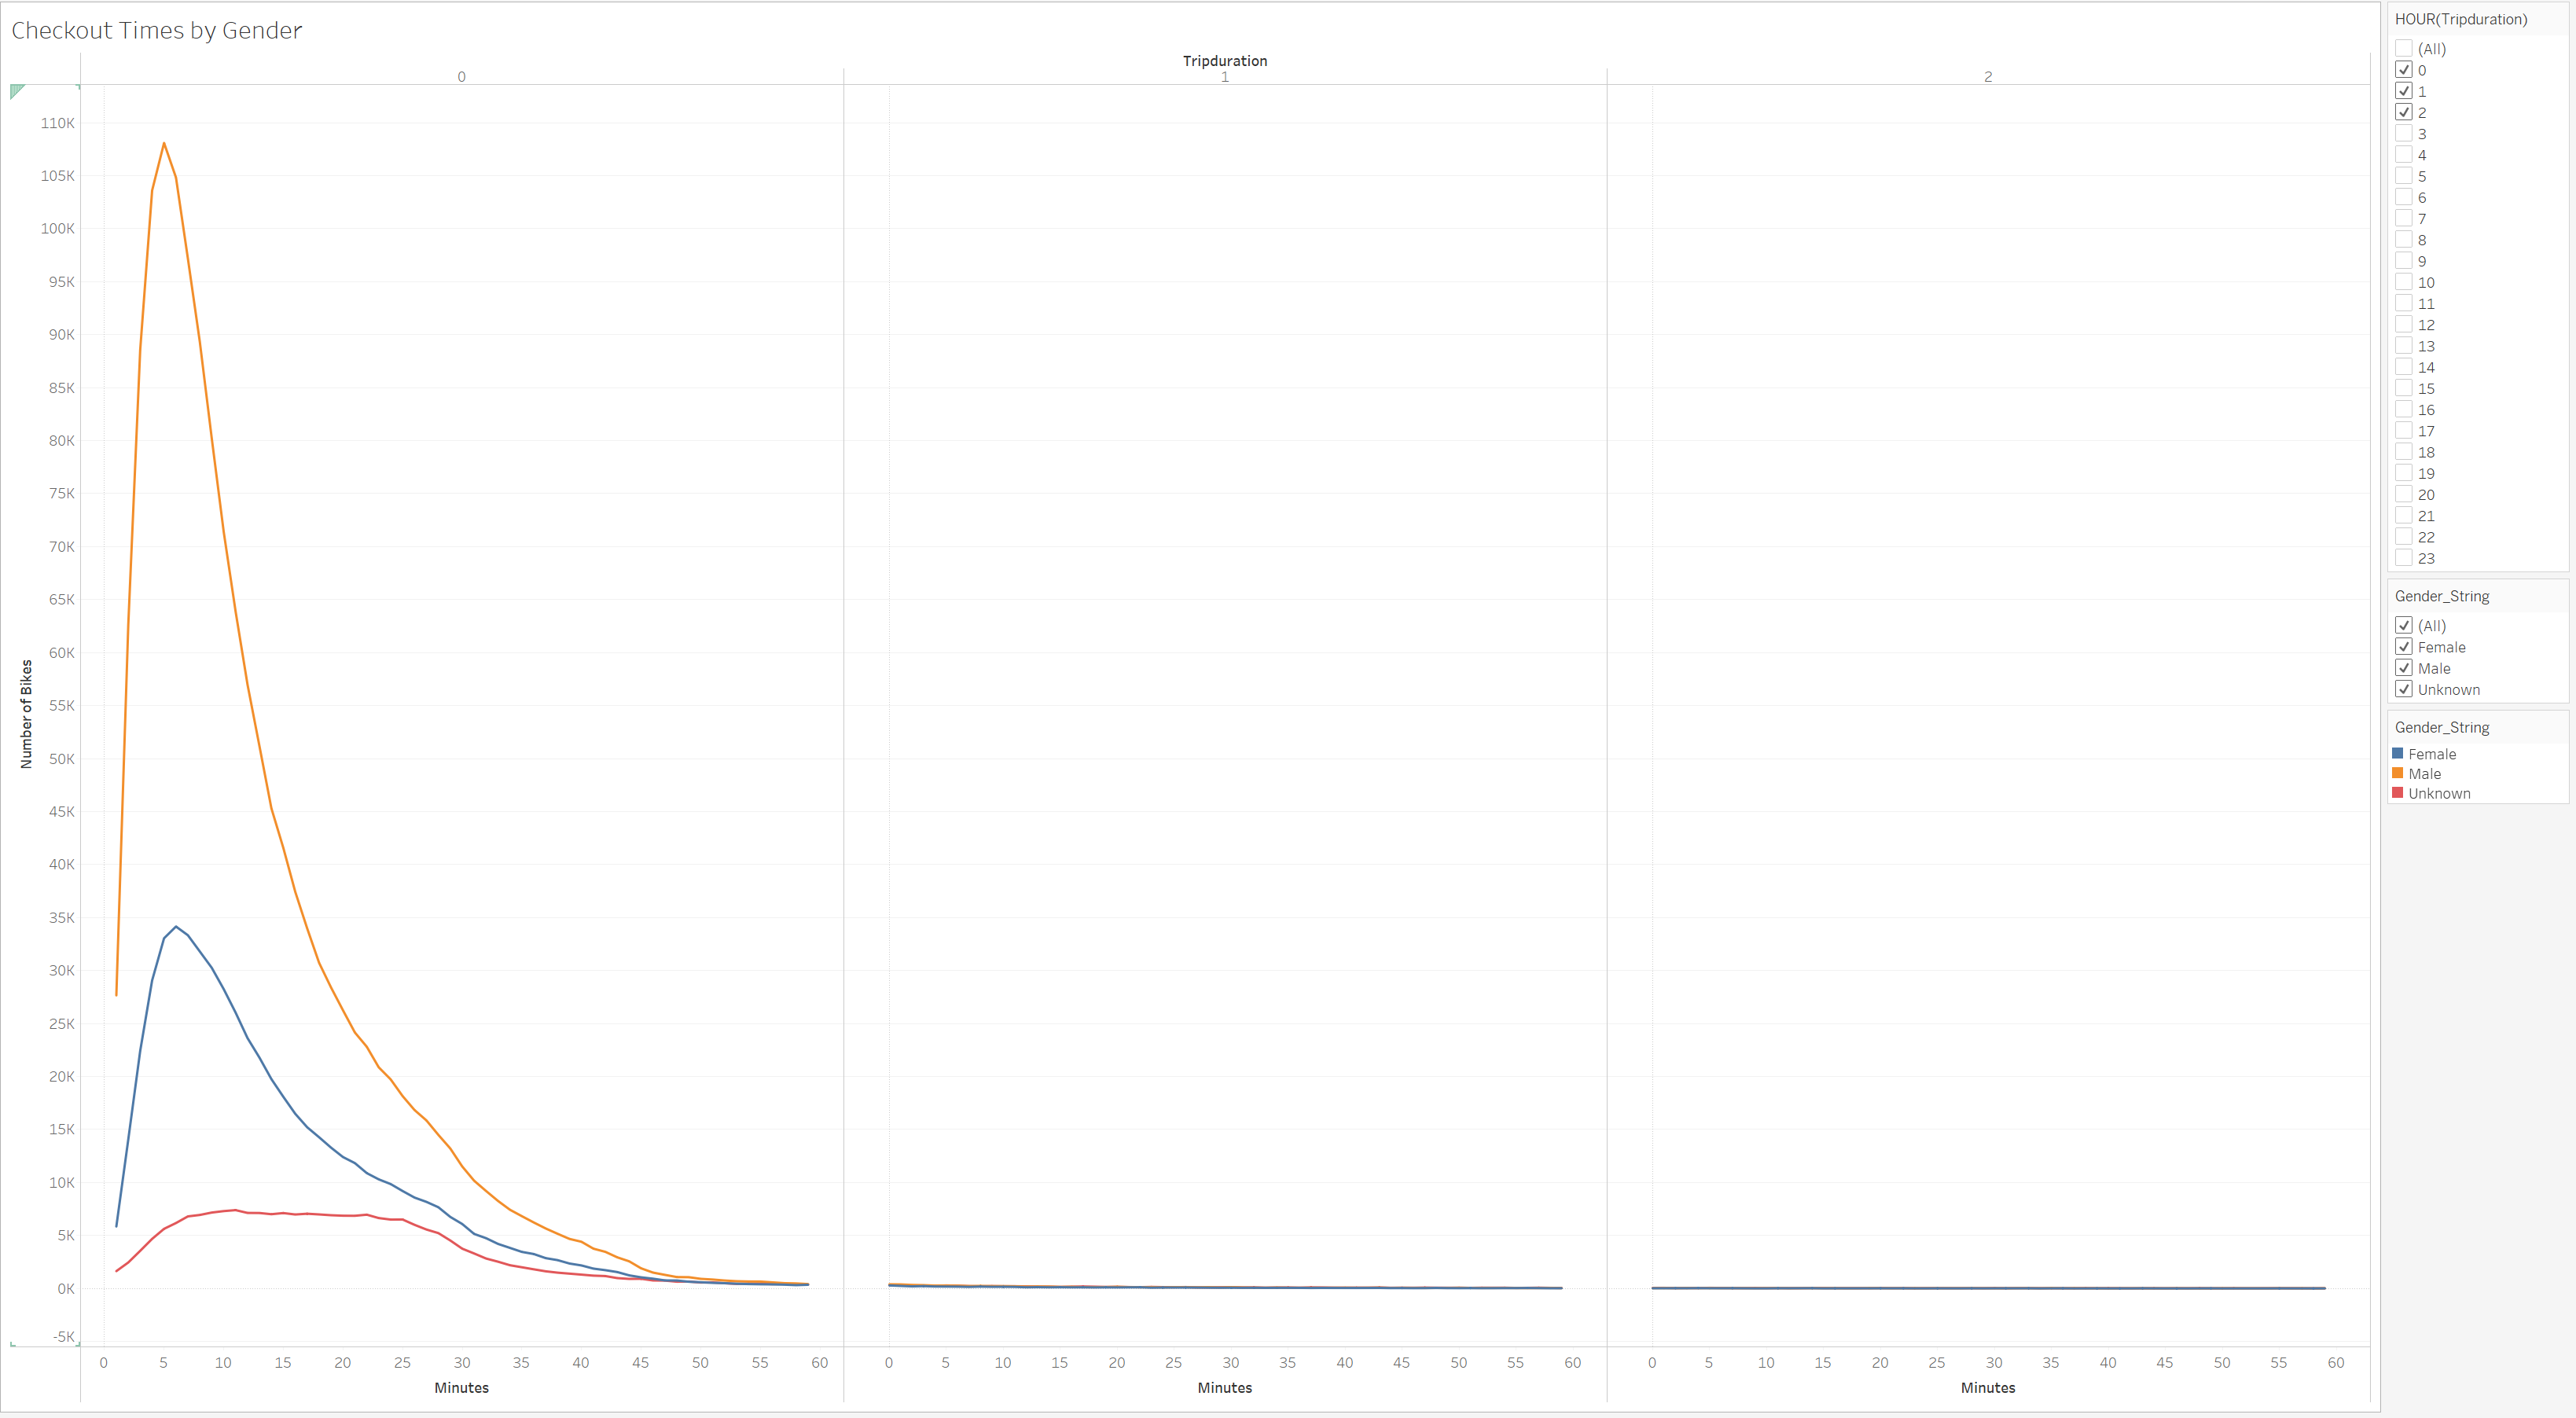 Checkout Times by Gender
Tripduration
0 1 2
110K
105K
100K
95K
90K
85K
80K
75K
70K
65K
60K
55K
50K
45K
40K
35K
30K
25K
20K
15K
10K
5K
0K
-5K
Number of Bikes
0 5 10 15 20 25 30 35 40 45 50 55 60
Minutes
0 5 10 15 20 25 30 35 40 45 50 55 60
Minutes
0 5 10 15 20 25 30 35 40 45 50 55 60
Minutes
HOUR(Tripduration)
(All)
0
1
2
3
4
5
6
7
8
9
10
11
12
13
14
15
16
17
18
19
20
21
22
23
Gender_String
(All)
Female
Male
Unknown
Gender_String
Female
Male
Unknown